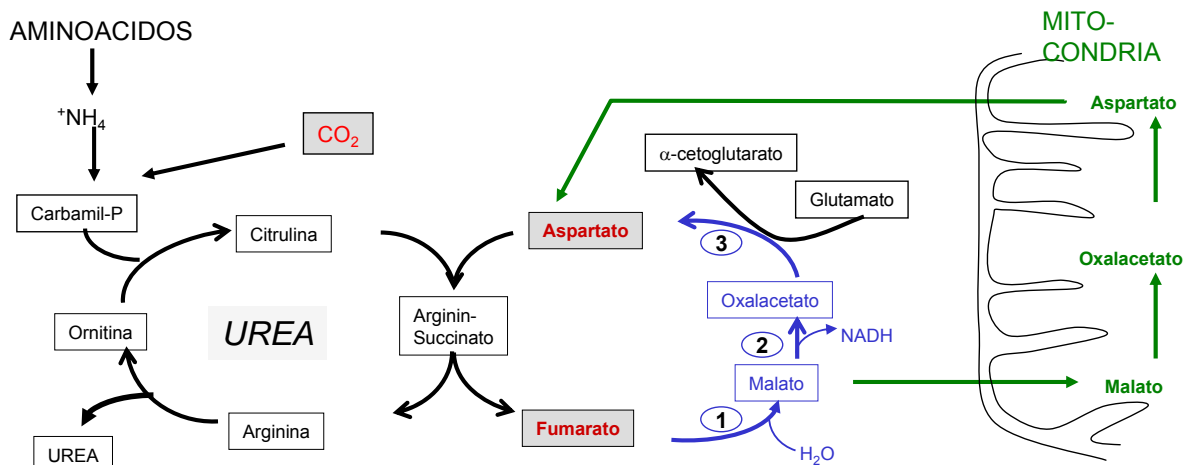 AMINOACIDOS
⁺NH₄
CO₂
Carbamil-P
Citrulina
Ornitina
UREA
Arginina
UREA
Arginin-
Succinato
Aspartato
Fumarato
α-cetoglutarato
Glutamato
3
Oxalacetato
2
NADH
Malato
1
H₂O
MITO-
CONDRIA
Aspartato
Oxalacetato
Malato